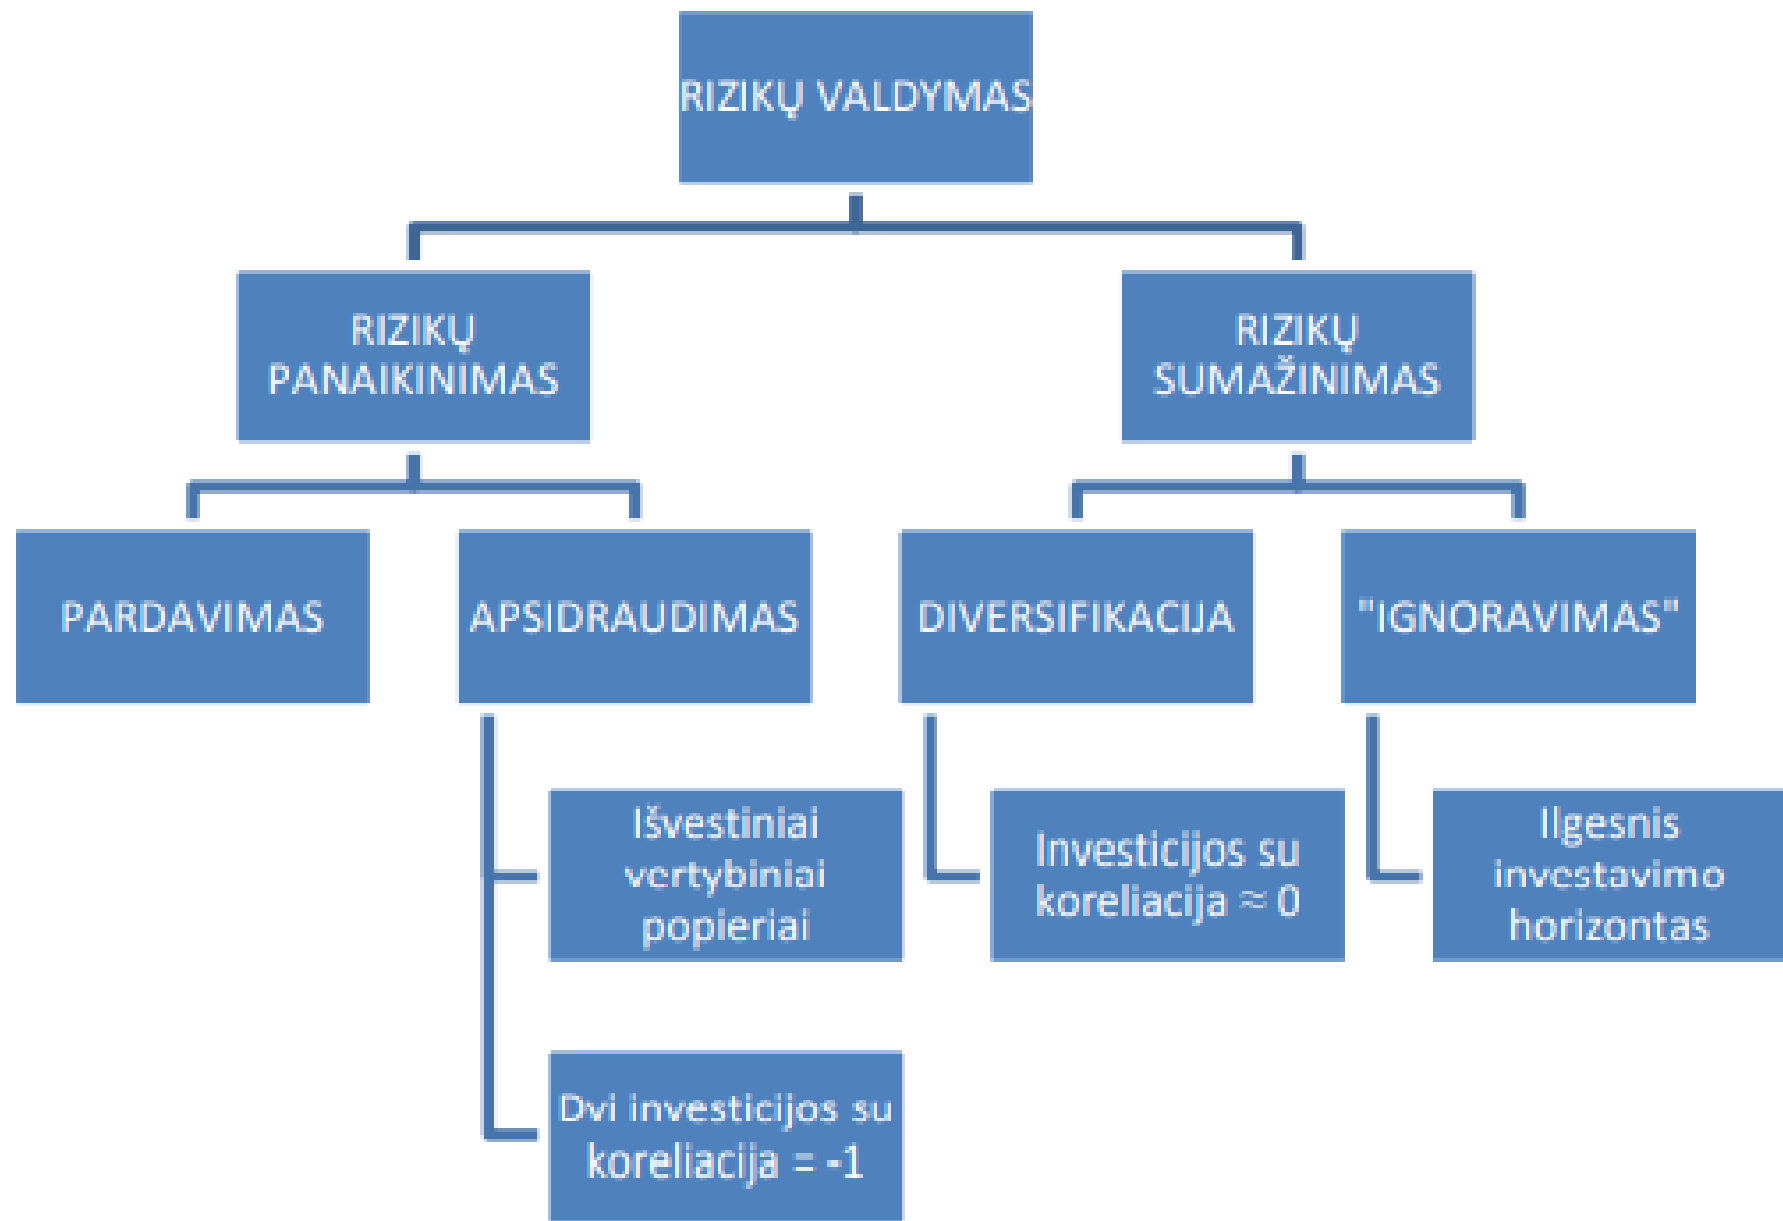 RIZIKŲ VALDYMAS
RIZIKŲ
PANAIKINIMAS
RIZIKŲ
SUMAŽINIMAS
PARDAVIMAS
APSIDRAUDIMAS
DIVERSIFIKACIJA
"IGNORAVIMAS"
Išvestiniai
vertybiniai
popieriai
Investicijos su
koreliacija ≈ 0
Ilgesnis
investavimo
horizontas
Dvi investicijos su
koreliacija = -1